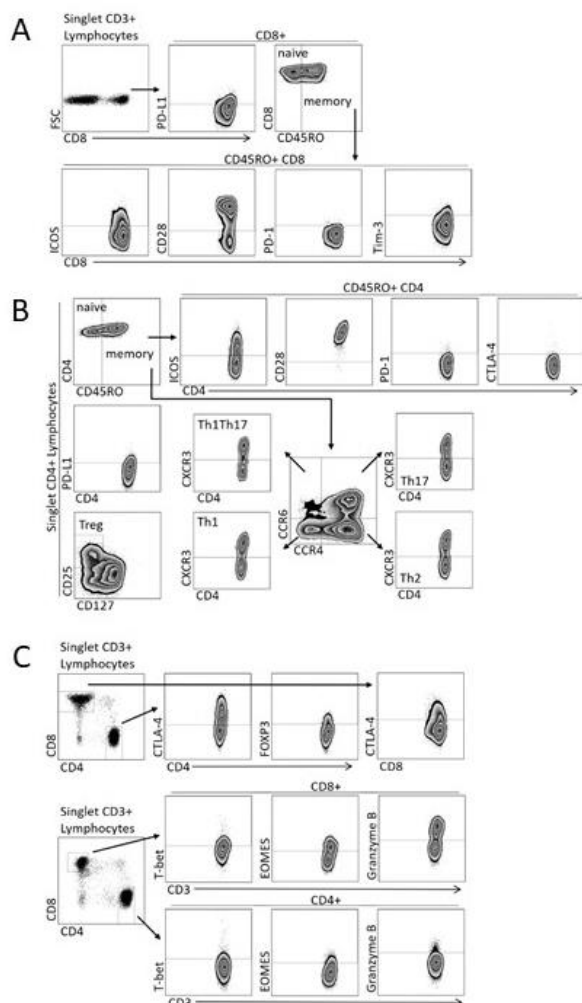 A
Singlet CD3+
Lymphocytes
CD8+
FSC
CD8
PD-L1
naive
memory
CD8
CD45RO
CD45RO+ CD8
ICOS
CD8
CD28
PD-1
Tim-3
B
CD45RO+ CD4
Singlet CD4+ Lymphocytes
naive
memory
CD4
CD45RO
ICOS
CD4
CD28
PD-1
CTLA-4
PD-L1
CD4
Th1Th17
CXCR3
CD4
CCR6
CCR4
CXCR3
Th17
CD4
Treg
CD25
CD127
Th1
CXCR3
CD4
CXCR3
Th2
CD4
C
Singlet CD3+
Lymphocytes
CD8
CD4
CTLA-4
CD4
FOXP3
CTLA-4
CD8
Singlet CD3+
Lymphocytes
CD8
CD4
CD8+
T-bet
CD3
EOMES
Granzyme B
CD4+
T-bet
CD3
EOMES
Granzyme B